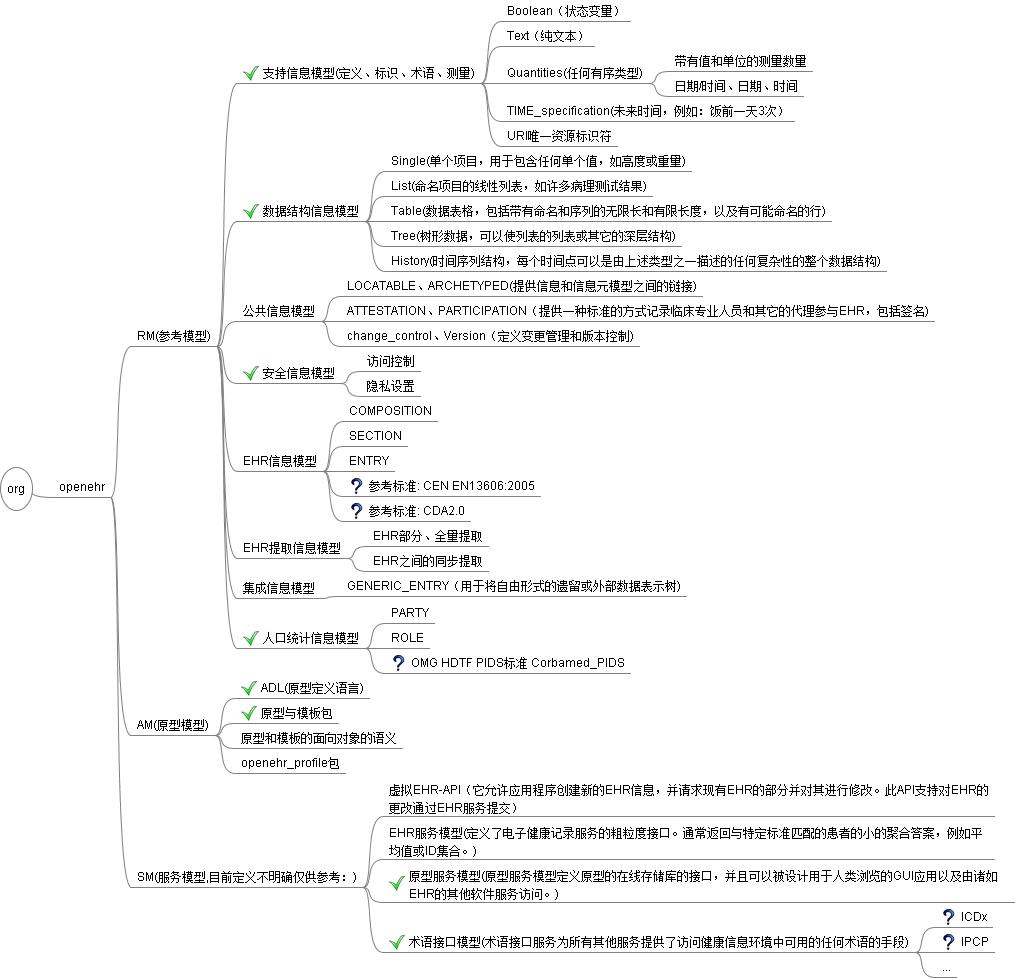 org
openehr
RM(参考模型)
支持信息模型(定义、标识、术语、测量)
Boolean（状态变量）
Text（纯文本）
Quantities(任何有序类型)
带有值和单位的测量数量
日期/时间、日期、时间
TIME_specification(未来时间，例如：饭前一天3次）
URI唯一资源标识符
数据结构信息模型
Single(单个项目，用于包含任何单个值，如高度或重量)
List(命名项目的线性列表，如许多病理测试结果)
Table(数据表格，包括带有命名和序列的无限长和有限长度，以及有可能命名的行)
Tree(树形数据，可以使列表的列表或其它的深层结构)
History(时间序列结构，每个时间点可以是由上述类型之一描述的任何复杂性的整个数据结构)
公共信息模型
LOCATABLE、ARCHETYPED(提供信息和信息元模型之间的链接)
ATTESTATION、PARTICIPATION（提供一种标准的方式记录临床专业人员和其它的代理参与EHR，包括签名)
change_control、Version（定义变更管理和版本控制)
安全信息模型
访问控制
隐私设置
EHR信息模型
COMPOSITION
SECTION
ENTRY
参考标准: CEN EN13606:2005
参考标准: CDA2.0
EHR提取信息模型
EHR部分、全量提取
EHR之间的同步提取
集成信息模型
GENERIC_ENTRY（用于将自由形式的遗留或外部数据表示树)
人口统计信息模型
PARTY
ROLE
OMG HDTF PIDS标准 Corbamed_PIDS
AM(原型模型)
ADL(原型定义语言)
原型与模板包
原型和模板的面向对象的语义
openehr_profile包
SM(服务模型,目前定义不明确仅供参考：)
虚拟EHR-API（它允许应用程序创建新的EHR信息，并请求现有EHR的部分并对其进行修改。此API支持对EHR的
更改通过EHR服务提交）
EHR服务模型(定义了电子健康记录服务的粗粒度接口。通常返回与特定标准匹配的患者的小的聚合答案，例如平
均值或ID集合。)
原型服务模型(原型服务模型定义原型的在线存储库的接口，并且可以被设计用于人类浏览的GUI应用以及由诸如
EHR的其他软件服务访问。)
术语接口模型(术语接口服务为所有其他服务提供了访问健康信息环境中可用的任何术语的手段)
ICDx
IPCP
...